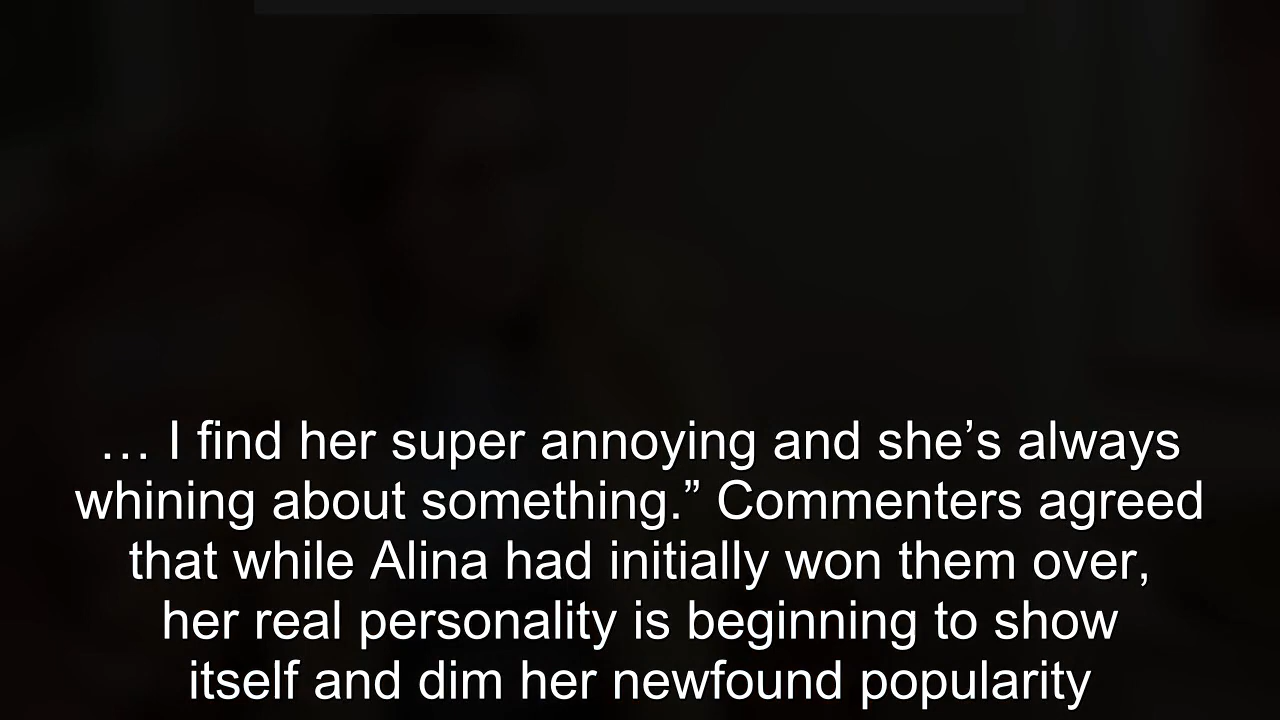 … I find her super annoying and she’s always
whining about something.” Commenters agreed
that while Alina had initially won them over,
her real personality is beginning to show
itself and dim her newfound popularity